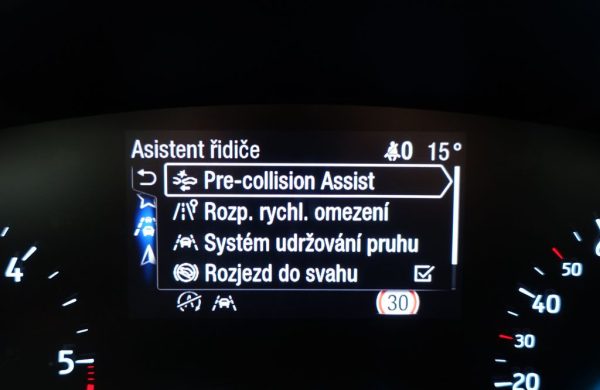 Asistent řidiče 0 15°
Pre-collision Assist
Rozp. rychl. omezení
Systém udržování pruhu
Rozjezd do svahu
30
4
5
50
40
30
20